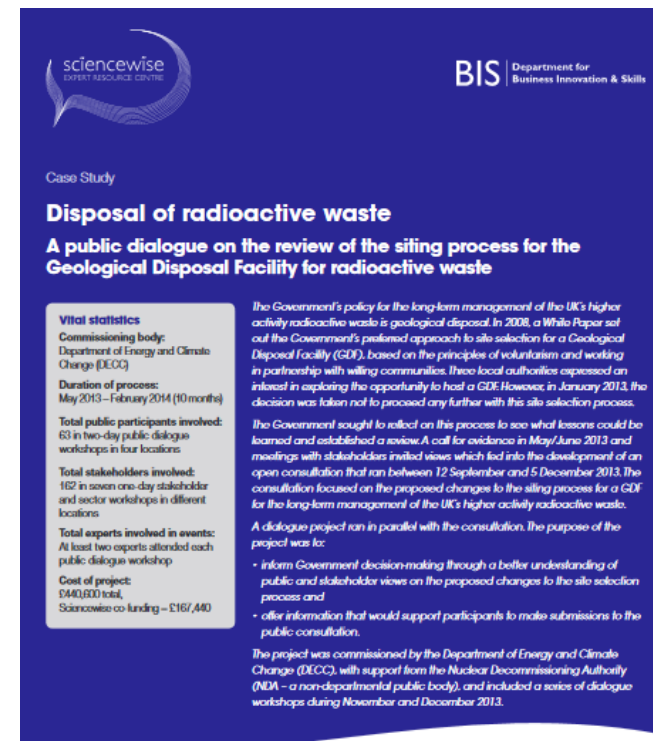 sciencewise
EXPERT RESOURCE CENTRE
BIS
Department for
Business Innovation & Skills
Case Study
Disposal of radioactive waste
A public dialogue on the review of the siting process for the
Geological Disposal Facility for radioactive waste
Vital statistics
Commissioning body:
Department of Energy and Climate
Change (DECC)
Duration of process:
May 2013 – February 2014 (10 months)
Total public participants involved:
63 in two-day public dialogue
workshops in four locations
Total stakeholders involved:
162 in seven one-day stakeholder
and sector workshops in different
locations
Total experts involved in events:
At least two experts attended each
public dialogue workshop
Cost of project:
£440,600 total,
Sciencewise co-funding – £167,440
The Government's policy for the long-term management of the UK's higher
activity radioactive waste is geological disposal. In 2008, a White Paper set
out the Government's preferred approach to site selection for a Geological
Disposal Facility (GDF), based on the principles of voluntarism and working
in partnership with willing communities. Three local authorities expressed an
interest in exploring the opportunity to host a GDF. However, in January 2013, the
decision was taken not to proceed any further with this site selection process.
The Government sought to reflect on this process to see what lessons could be
learned and established a review. A call for evidence in May/June 2013 and
meetings with stakeholders invited views which fed into the development of an
open consultation that ran between 12 September and 5 December 2013. The
consultation focused on the proposed changes to the siting process for a GDF
for the long-term management of the UK's higher activity radioactive waste.
A dialogue project ran in parallel with the consultation. The purpose of the
project was to:
• inform Government decision-making through a better understanding of
public and stakeholder views on the proposed changes to the site selection
process and
• offer information that would support participants to make submissions to the
public consultation.
The project was commissioned by the Department of Energy and Climate
Change (DECC), with support from the Nuclear Decommissioning Authority
(NDA – a non-departmental public body), and included a series of dialogue
workshops during November and December 2013.